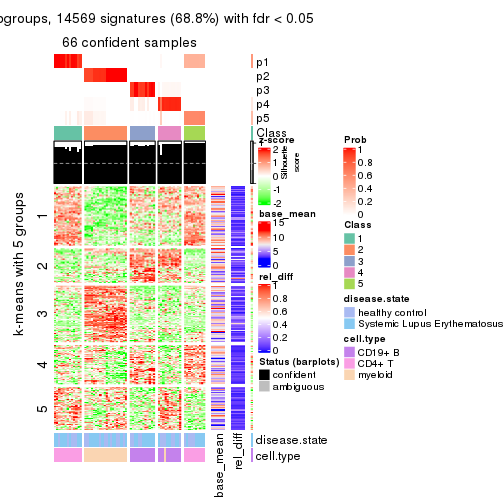 ogroups, 14569 signatures (68.8%) with fdr < 0.05
66 confident samples
p1
p2
p3
p4
p5
Class
z-score
2
1
0
-1
-2
Silhouette
score
base_mean
15
10
5
0
rel_diff
1
0.8
0.6
0.4
0.2
0
Status (barplots)
confident
ambiguous
Prob
1
0.8
0.6
0.4
0.2
0
Class
1
2
3
4
5
disease.state
healthy control
Systemic Lupus Erythematosus
cell.type
CD19+ B
CD4+ T
myeloid
k-means with 5 groups
1
2
3
4
5
disease.state
cell.type
base_mean
rel_diff